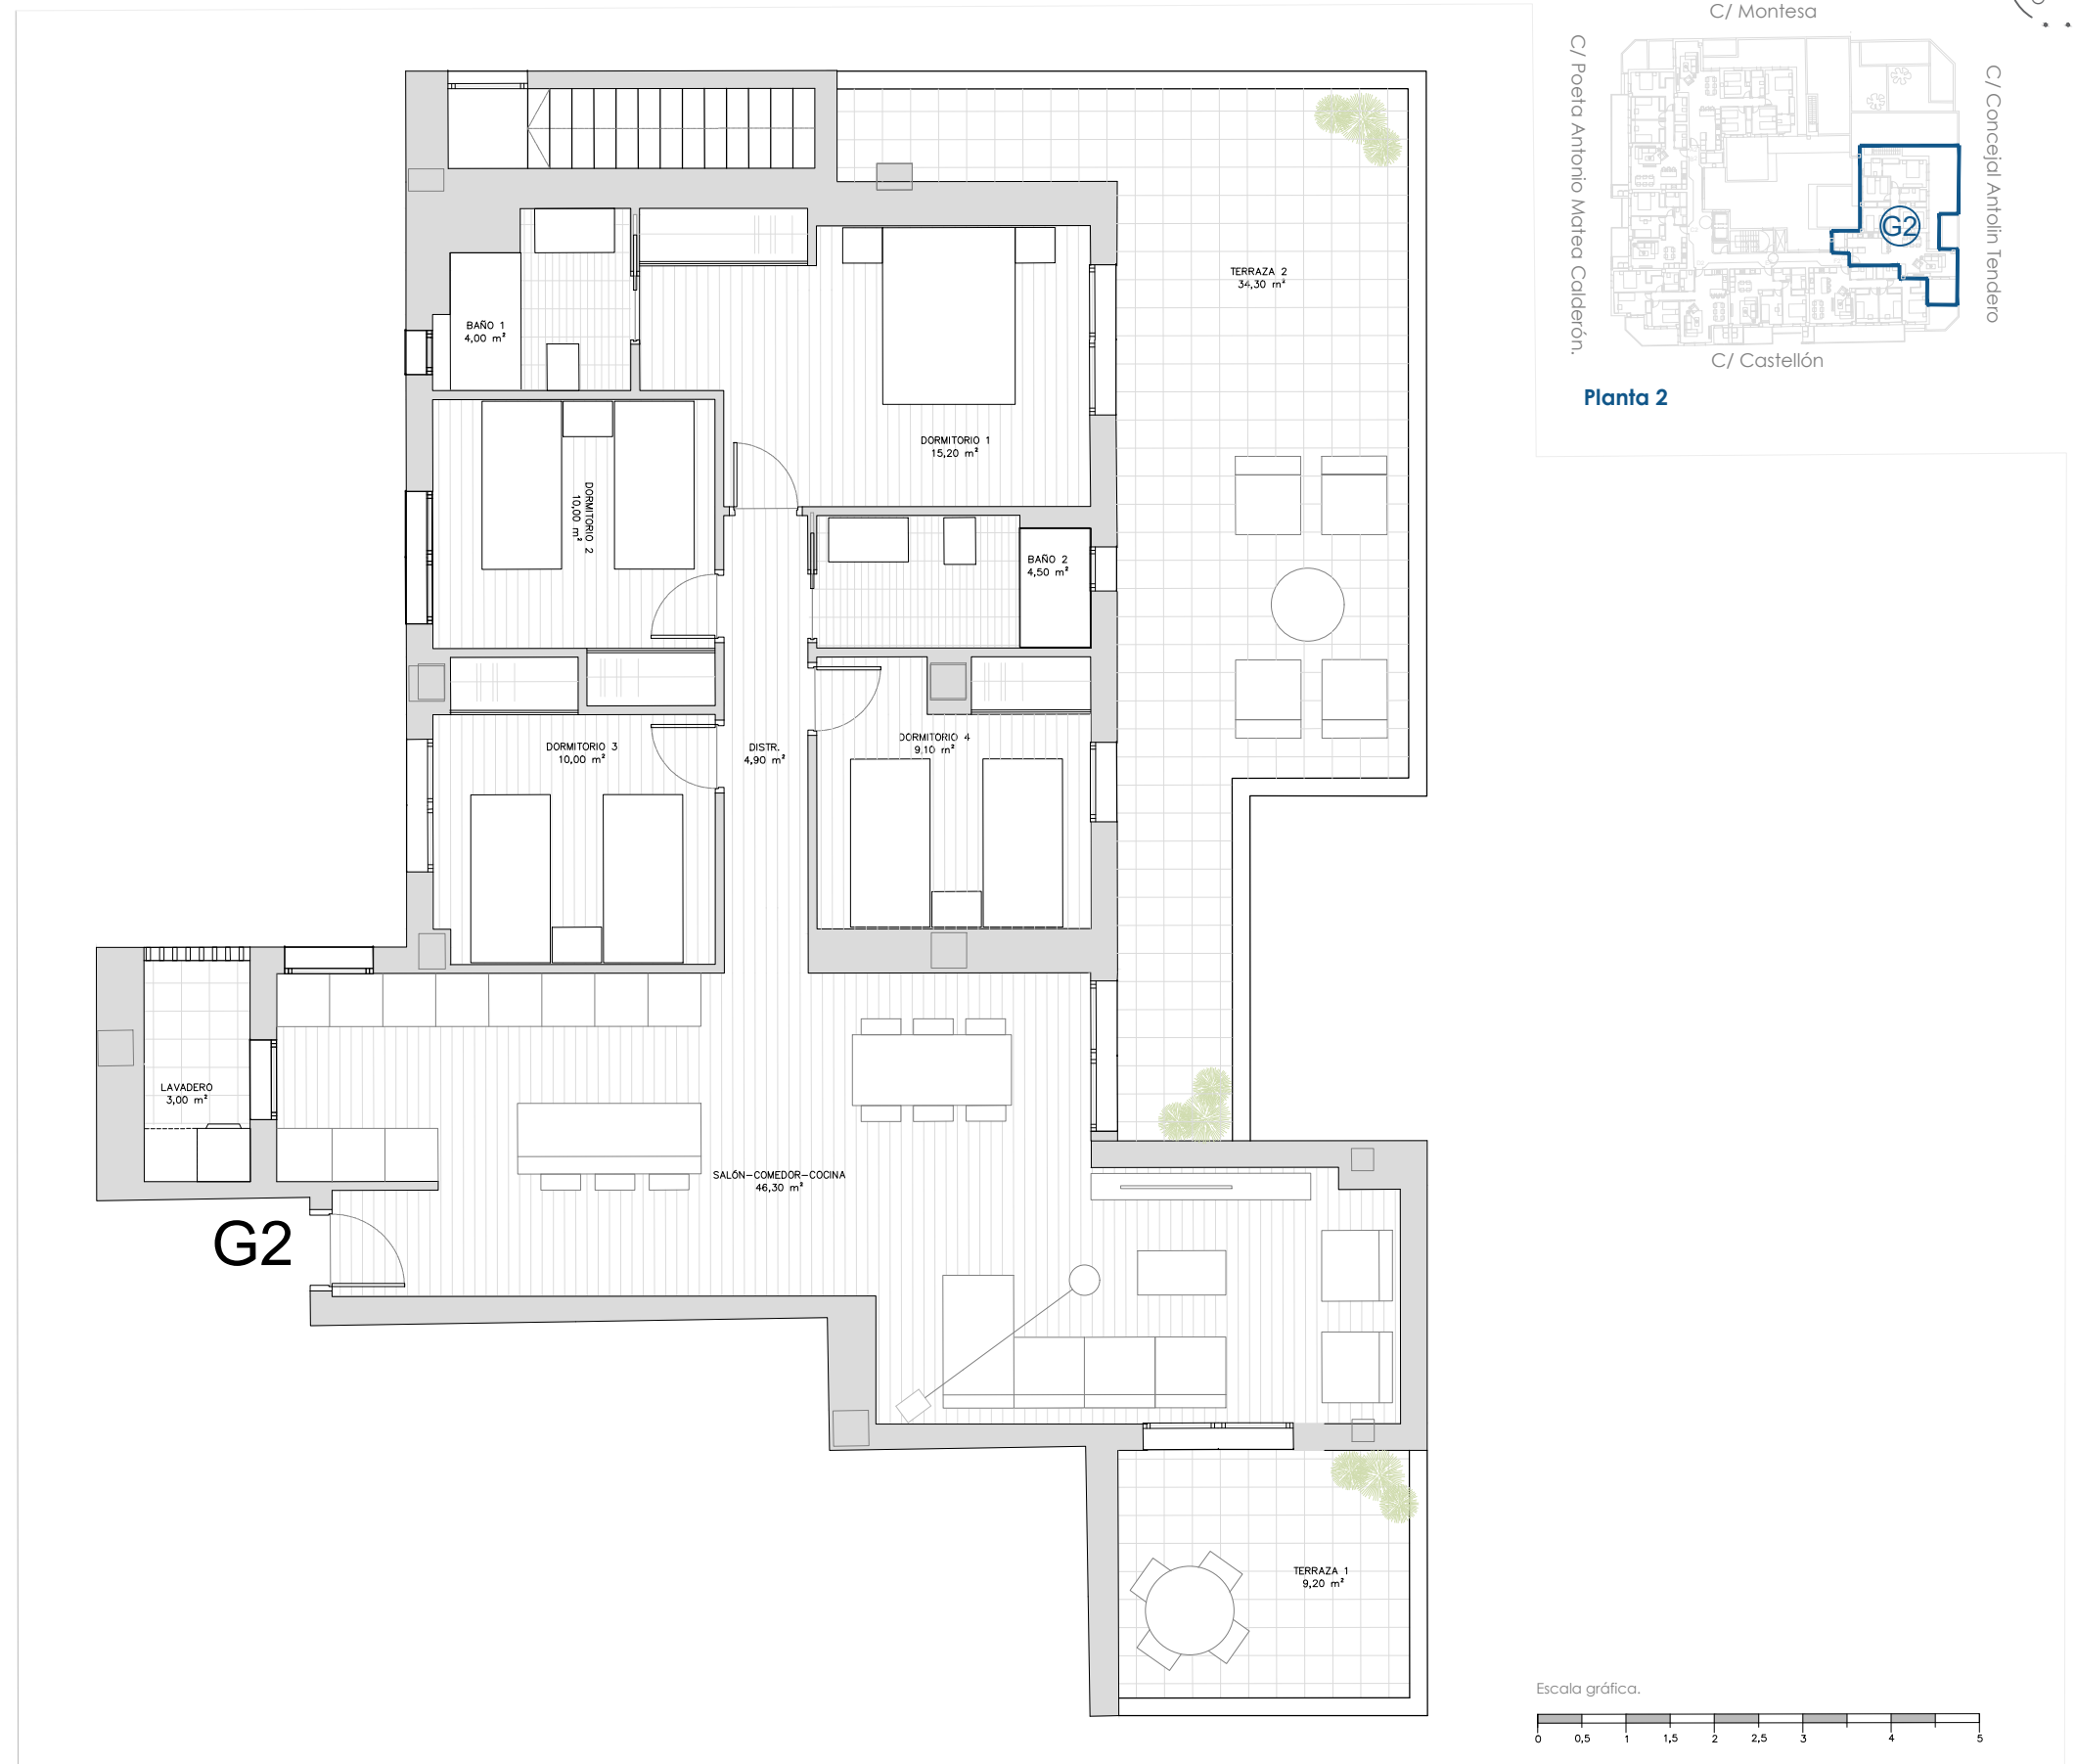 C/ Montesa
C/ Poeta Antonio Matea Calderón.
C/ Concejal Antolin Tendero
G2
C/ Castellón
Planta 2
TERRAZA 2
34,30 m²
BAÑO 1
4,00 m²
DORMITORIO 1
15,20 m²
DORMITORIO 2
10,00 m²
BAÑO 2
4,50 m²
DORMITORIO 3
10,00 m²
DISTR.
4,90 m²
DORMITORIO 4
9,10 m²
LAVADERO
3,00 m²
SALÓN-COMEDOR-COCINA
46,30 m²
G2
TERRAZA 1
9,20 m²
Escala gráfica.
0 0,5 1 1,5 2 2,5 3 4 5